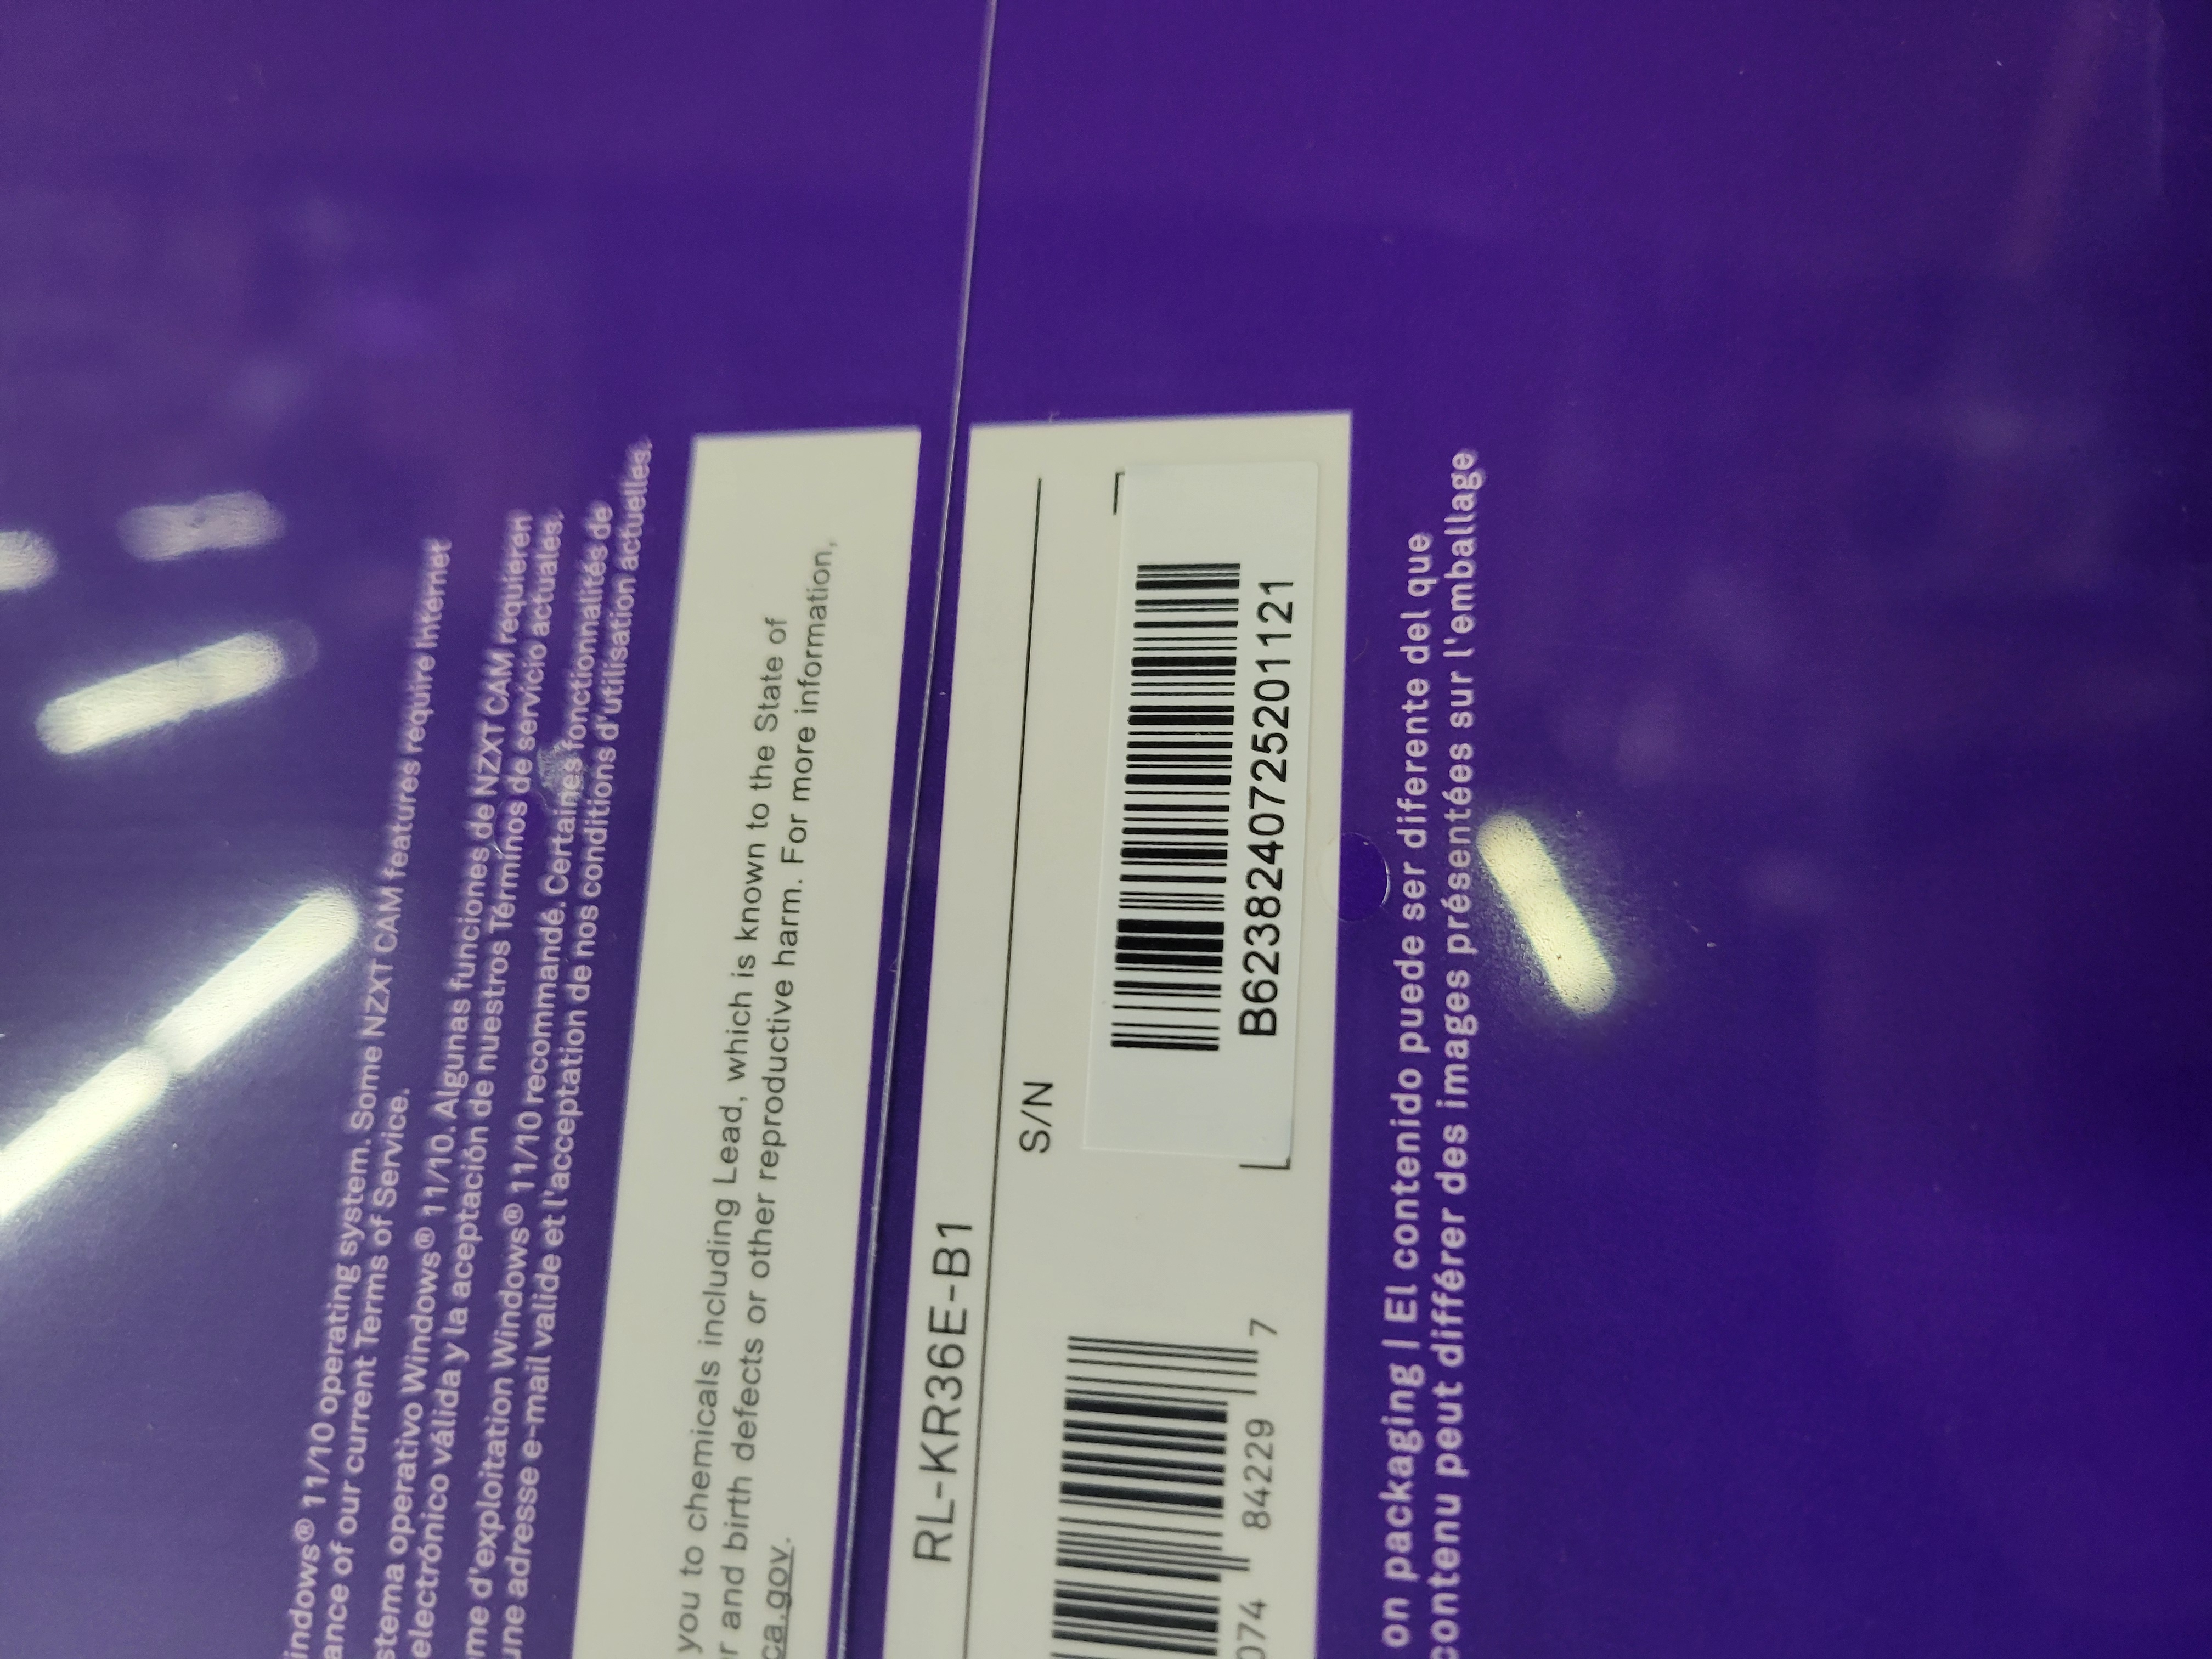 indows® 11/10 operating system. Some NZXT CAM features require Internet
ance of our current Terms of Service.
stema operativo Windows® 11/10. Algunas funciones de NZXT CAM requieren
electrónico válida y la aceptación de nuestros Términos de servicio actuales.
me d'exploitation Windows® 11/10 recommandé. Certaines fonctionnalités de
une adresse e-mail valide et l'acceptation de nos conditions d'utilisation actuelles.
you to chemicals including Lead, which is known to the State of
r and birth defects or other reproductive harm. For more information,
ca.gov.
RL-KR36E-B1
S/N
074 84229 7
B6238240725201121
on packaging | El contenido puede ser diferente del que
contenu peut différer des images présentées sur l'emballage